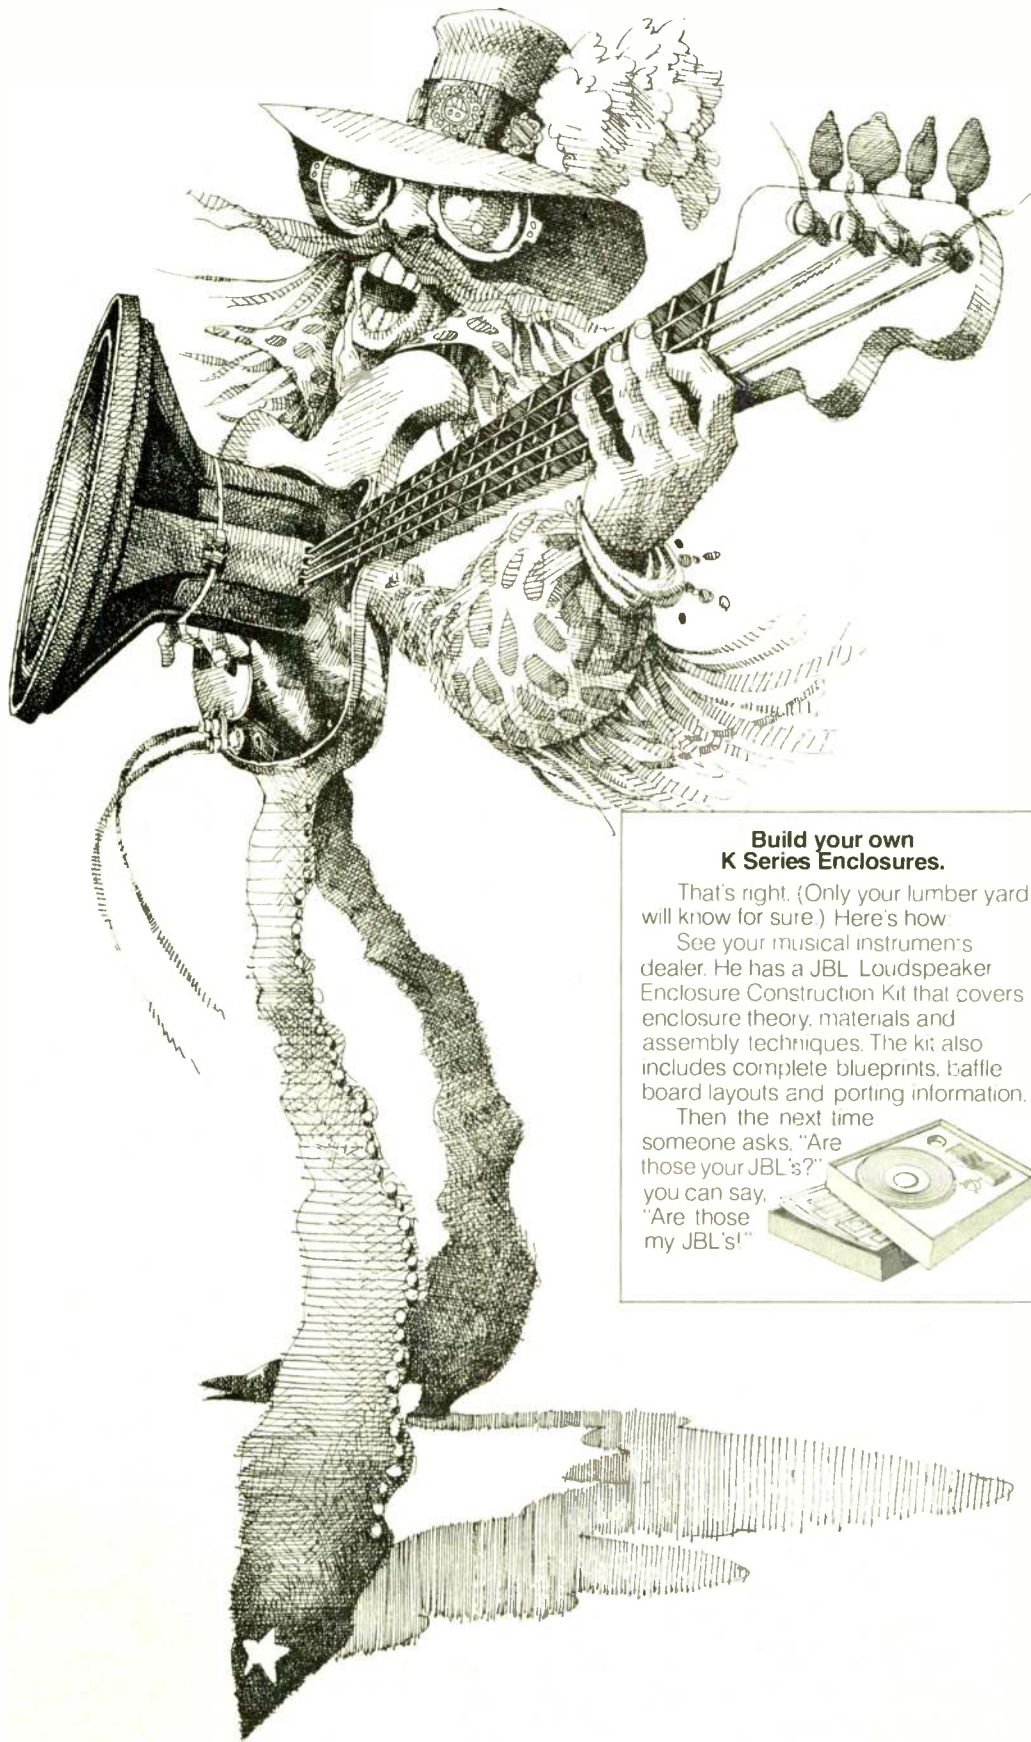 Build your own
K Series Enclosures.
That's right. (Only your lumber yard
will know for sure.) Here's how:
See your musical instruments
dealer. He has a JBL Loudspeaker
Enclosure Construction Kit that covers
enclosure theory, materials and
assembly techniques. The kit also
includes complete blueprints, baffle
board layouts and porting information.
Then the next time
someone asks, "Are
those your JBL's?"
you can say,
"Are those
my JBL's!"